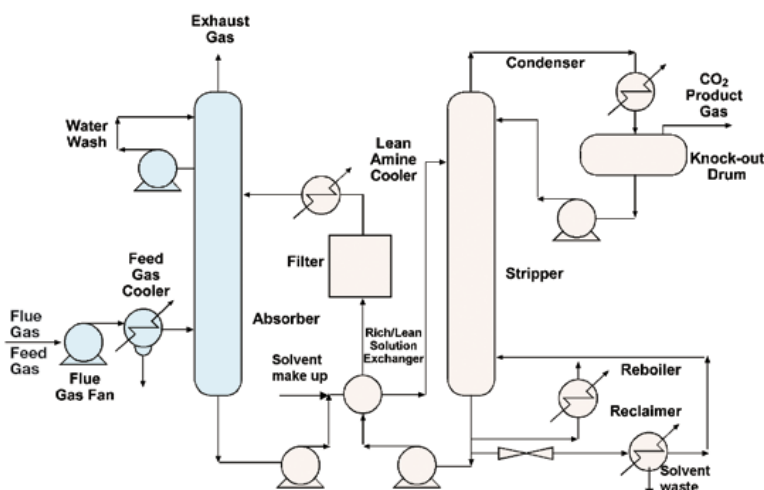 Exhaust
Gas
Condenser
CO2
Product
Gas
Water
Wash
Lean
Amine
Cooler
Knock-out
Drum
Feed
Gas
Cooler
Filter
Stripper
Flue
Gas
Feed
Gas
Absorber
Rich/Lean
Solution
Exchanger
Flue
Gas Fan
Solvent
make up
Reboiler
Reclaimer
Solvent
waste